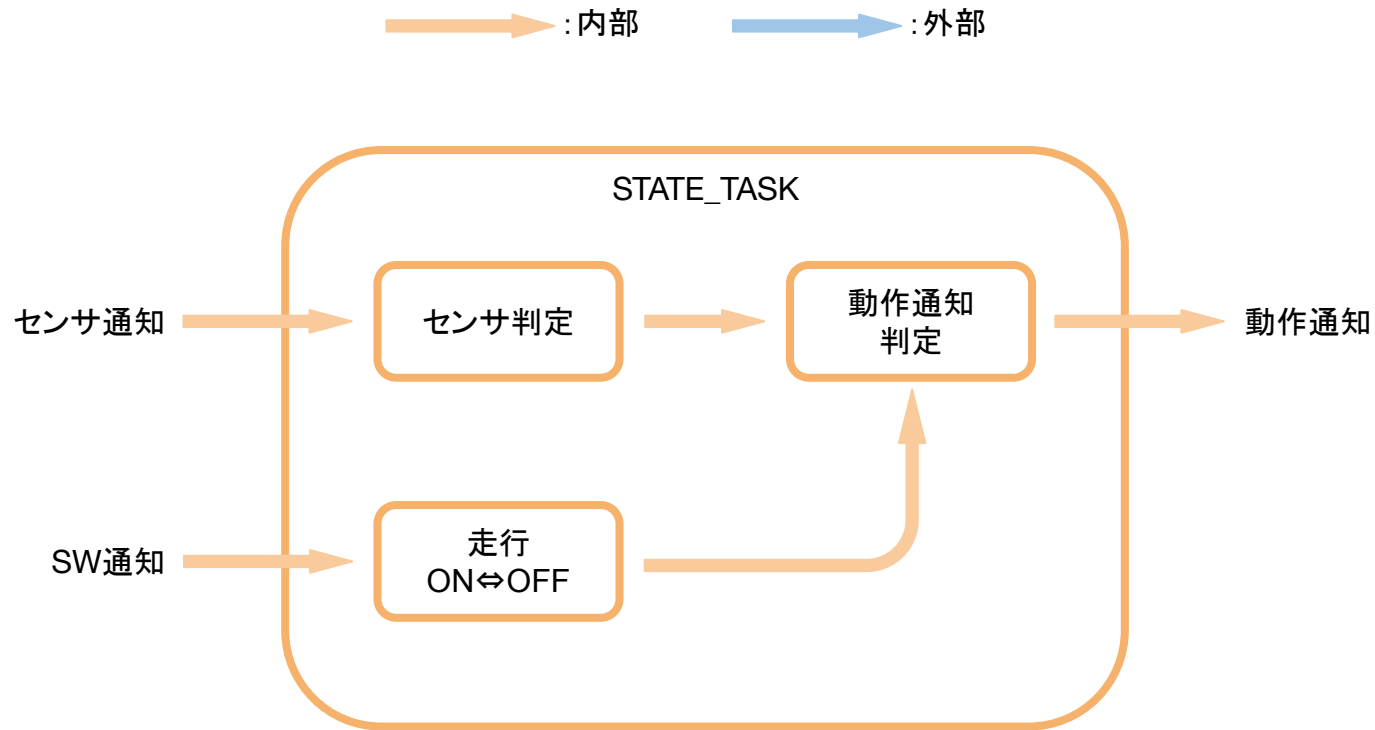 :内部
:外部
STATE_TASK
センサ通知
センサ判定
動作通知
判定
動作通知
SW通知
走行
ON⇔OFF